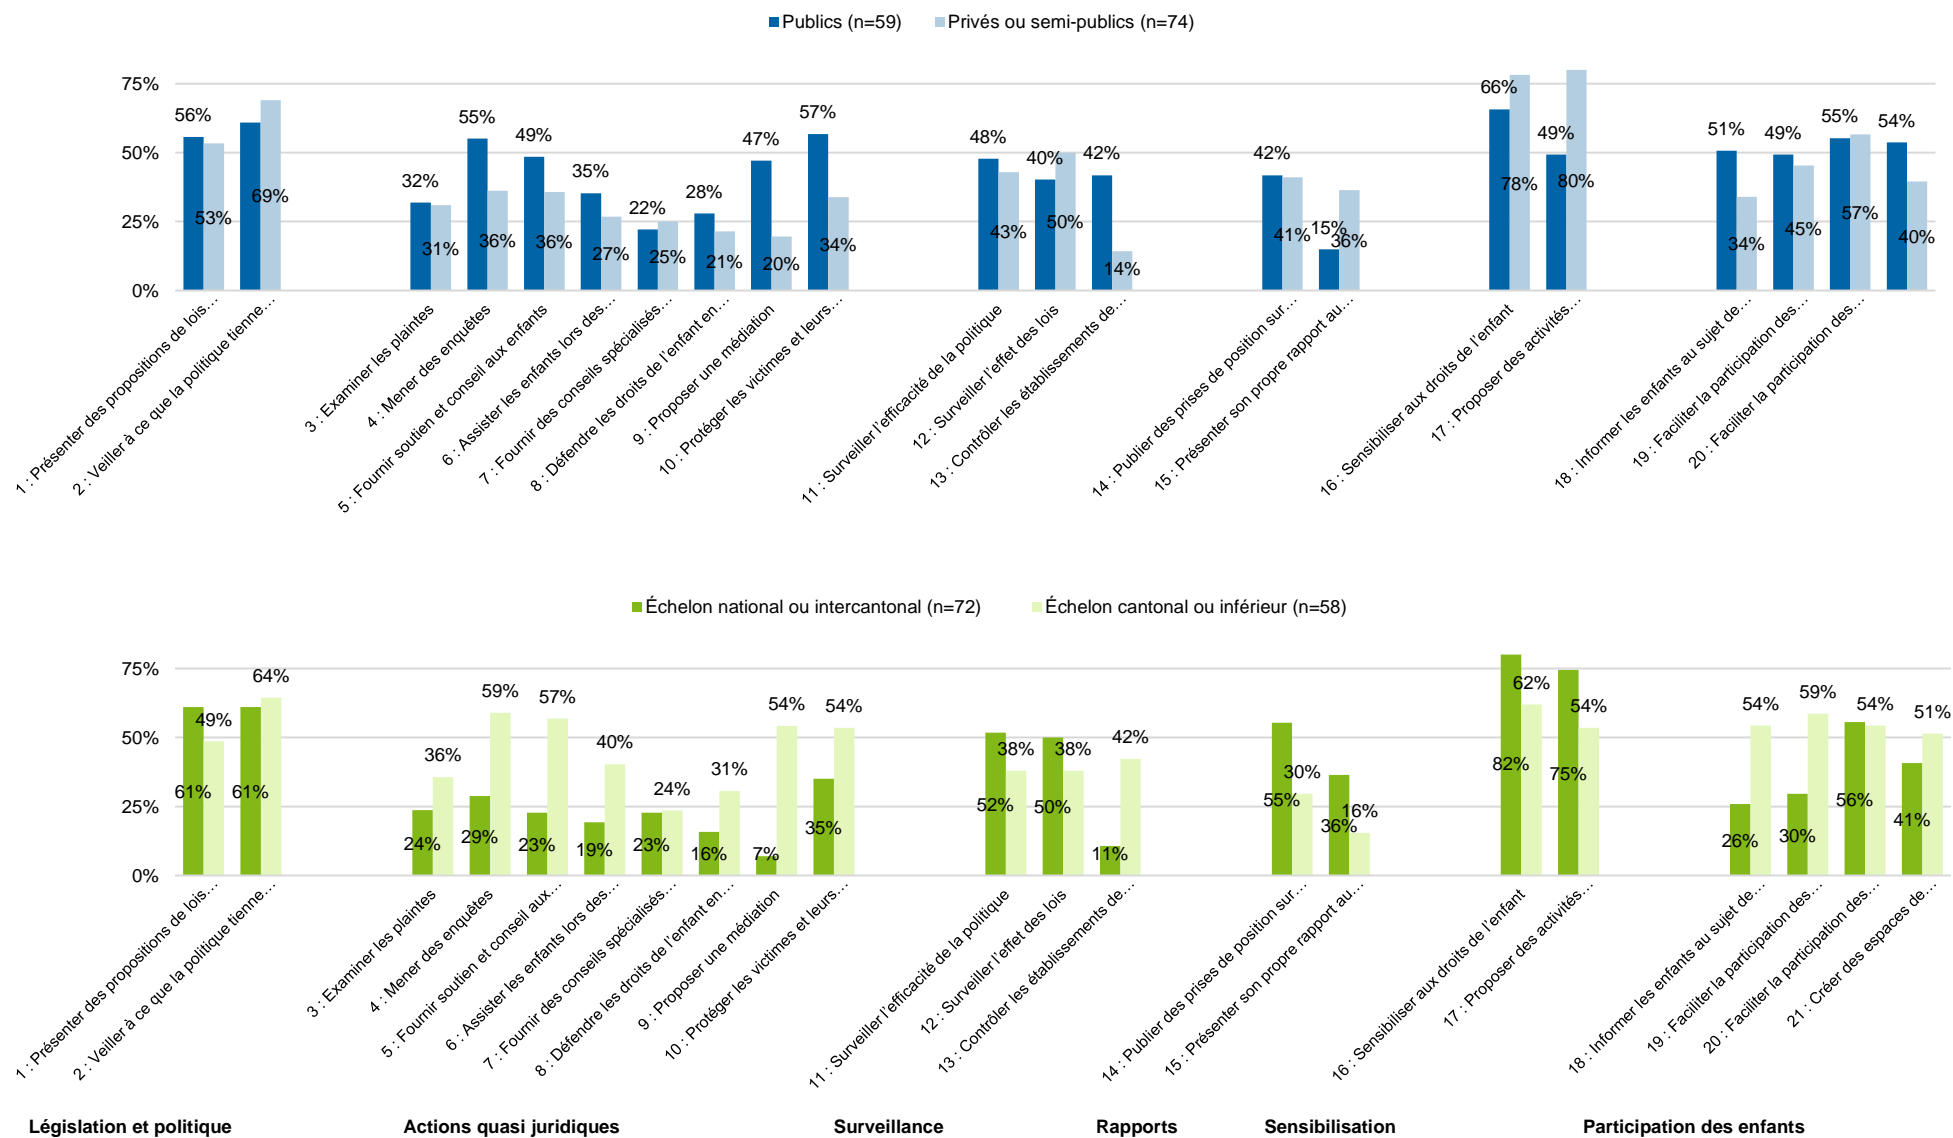 Publics (n=59) Privés ou semi-publics (n=74)
75%
50%
25%
0%
56% 53% 69%
32% 31% 55% 36% 49% 36% 35% 27% 22% 25% 28% 21% 47% 20% 57% 34%
48% 43% 40% 50% 42% 14%
42% 41% 15% 36%
66% 78% 49% 80%
51% 34% 49% 45% 55% 57% 54% 40%
1 : Présenter des propositions de lois…
2 : Veiller à ce que la politique tienne…
3 : Examiner les plaintes
4 : Mener des enquêtes
5 : Fournir soutien et conseil aux enfants
6 : Assister les enfants lors des…
7 : Fournir des conseils spécialisés…
8 : Défendre les droits de l'enfant en…
9 : Proposer une médiation
10 : Protéger les victimes et leurs…
11 : Surveiller l'efficacité de la politique
12 : Surveiller l'effet des lois
13 : Contrôler les établissements de…
14 : Publier des prises de position sur…
15 : Présenter son propre rapport au…
16 : Sensibiliser aux droits de l'enfant
17 : Proposer des activités…
18 : Informer les enfants au sujet de…
19 : Faciliter la participation des…
20 : Faciliter la participation des…
Échelon national ou intercantonal (n=72) Échelon cantonal ou inférieur (n=58)
75%
50%
25%
0%
61% 49% 61% 64%
24% 36% 29% 59% 23% 57% 19% 40% 23% 24% 16% 31% 7% 54% 35% 54%
52% 38% 50% 38% 11% 42%
55% 30% 36% 16%
82% 62% 75% 54%
26% 54% 30% 59% 56% 54% 41% 51%
1 : Présenter des propositions de lois…
2 : Veiller à ce que la politique tienne…
3 : Examiner les plaintes
4 : Mener des enquêtes
5 : Fournir soutien et conseil aux…
6 : Assister les enfants lors des…
7 : Fournir des conseils spécialisés…
8 : Défendre les droits de l'enfant en…
9 : Proposer une médiation
10 : Protéger les victimes et leurs…
11 : Surveiller l'efficacité de la politique
12 : Surveiller l'effet des lois
13 : Contrôler les établissements de…
14 : Publier des prises de position sur…
15 : Présenter son propre rapport au…
16 : Sensibiliser aux droits de l'enfant
17 : Proposer des activités…
18 : Informer les enfants au sujet de…
19 : Faciliter la participation des…
20 : Faciliter la participation des…
21 : Créer des espaces de…
Législation et politique Actions quasi juridiques Surveillance Rapports Sensibilisation Participation des enfants